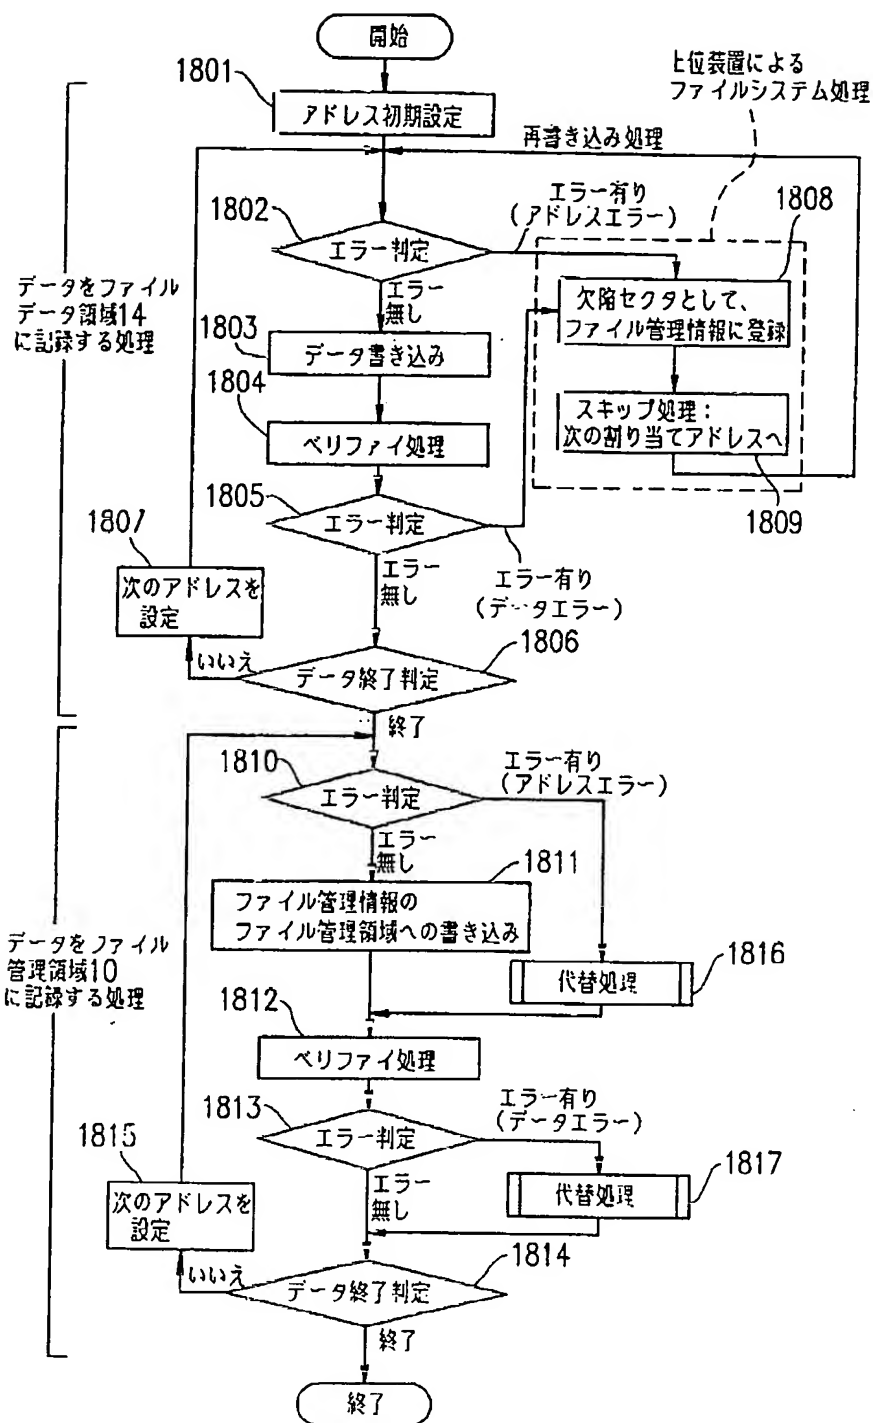 開始
1801
アドレス初期設定
上位装置による
ファイルシステム処理
再書き込み処理
1802
エラー判定
エラー有り
(アドレスエラー)
1808
欠陥セクタとして、
ファイル管理情報に登録
データをファイル
データ領域14
に記録する処理
エラー
無し
1803
データ書き込み
1804
ベリファイ処理
スキップ処理:
次の割り当てアドレスへ
1809
1805
エラー判定
エラー有り
(データエラー)
1807
次のアドレスを
設定
エラー
無し
1806
データ終了判定
いいえ
終了
1810
エラー判定
エラー有り
(アドレスエラー)
エラー
無し
1811
ファイル管理情報の
ファイル管理領域への書き込み
データをファイル
管理領域10
に記録する処理
1816
代替処理
1812
ベリファイ処理
1813
エラー判定
エラー有り
(データエラー)
1815
次のアドレスを
設定
エラー
無し
1817
代替処理
1814
データ終了判定
いいえ
終了
終了